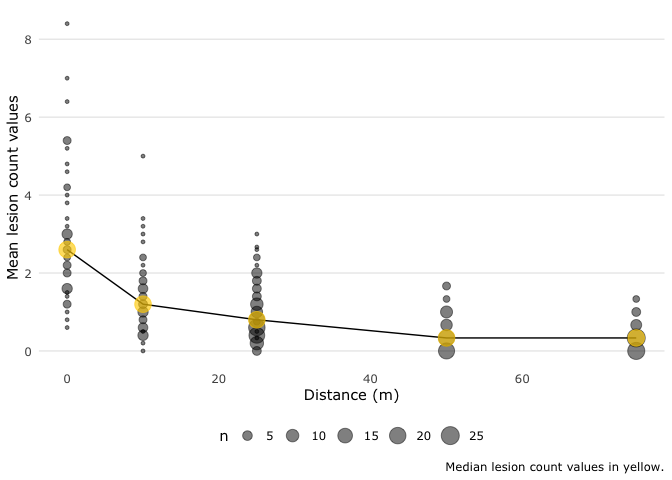 8
6
4
2
0
Mean lesion count values
0 20 40 60
Distance (m)
n 5 10 15 20 25
Median lesion count values in yellow.